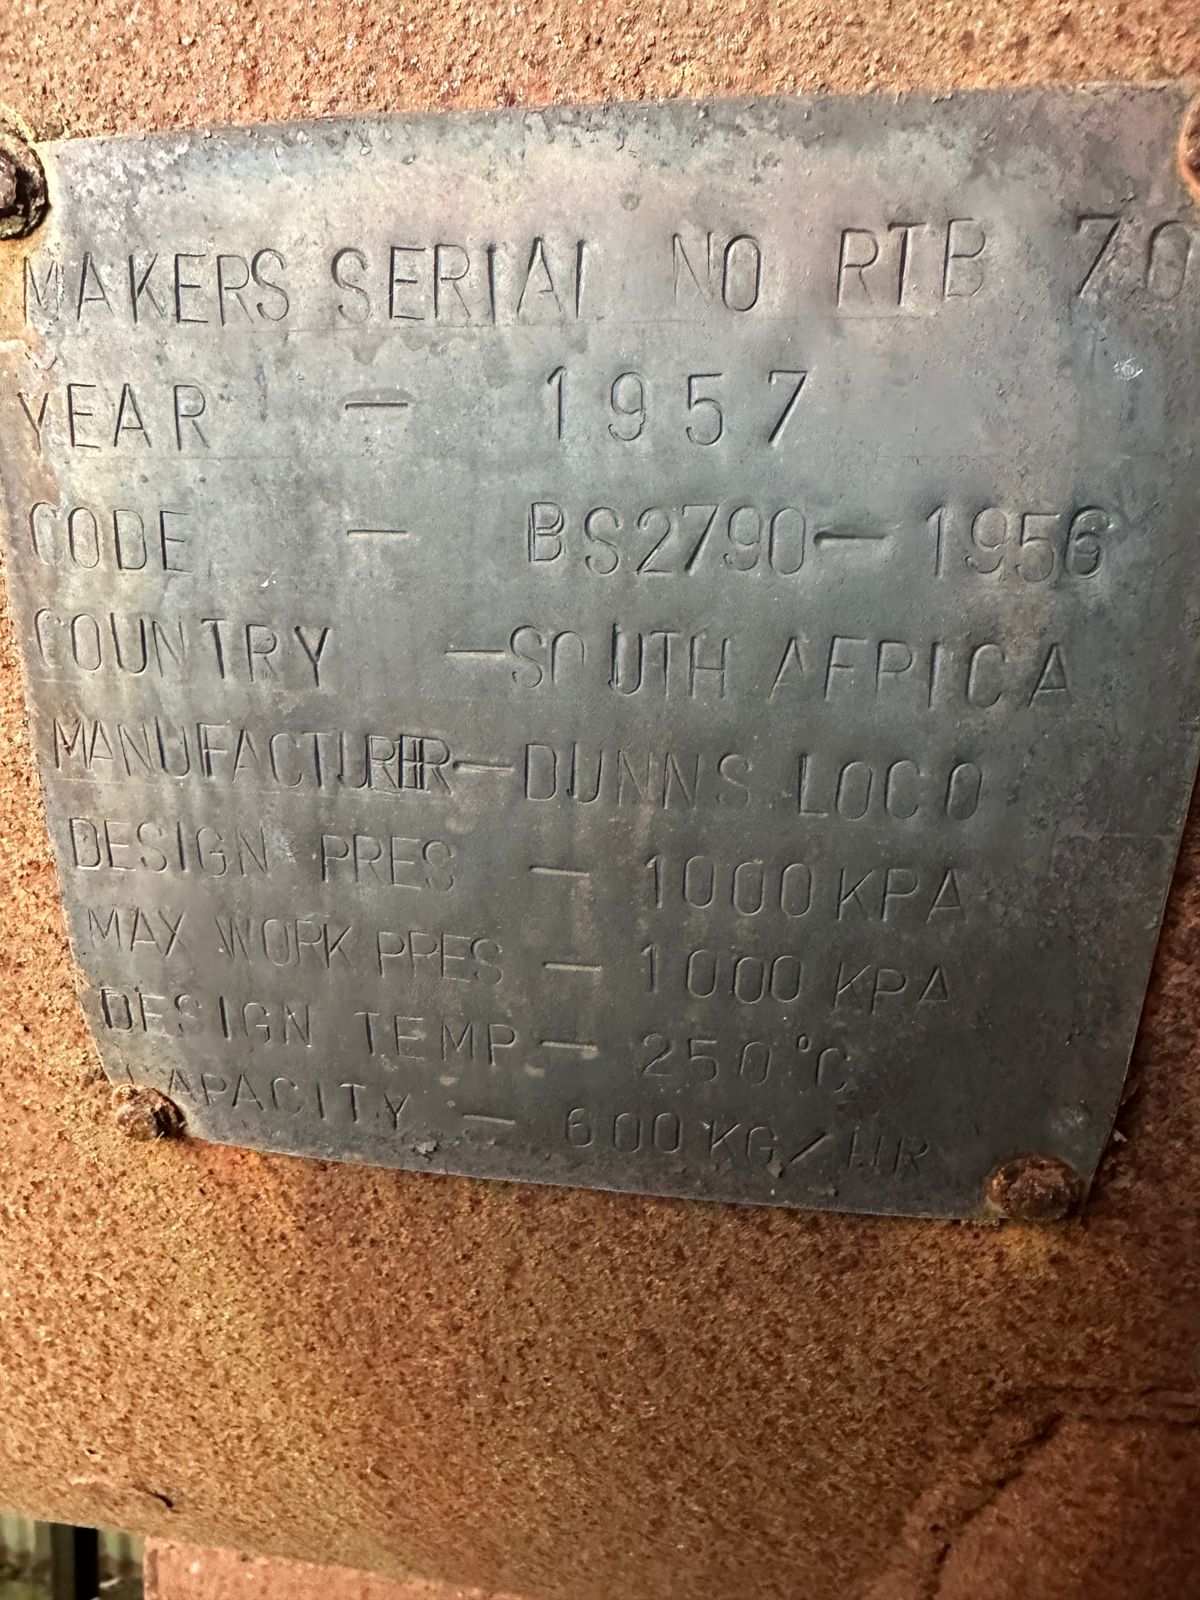 MAKERS SERIAL NO RTB 70
YEAR - 1957
CODE - BS2790-1956
COUNTRY - SOUTH AFRICA
MANUFACTURER - DUNNS LOCO
DESIGN PRES - 1000 KPA
MAX WORK PRES - 1000 KPA
DESIGN TEMP - 250°C
CAPACITY - 600 KG/HR